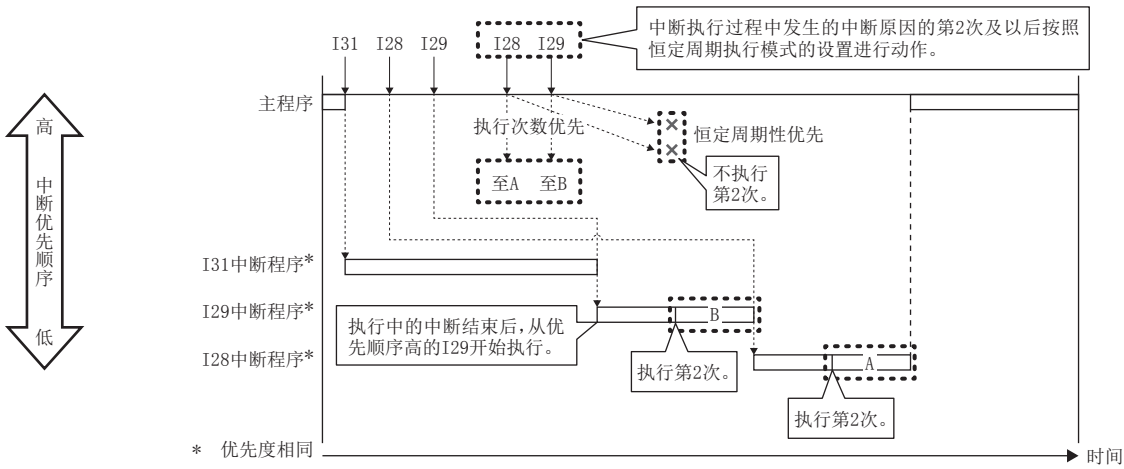 中断执行过程中发生的中断原因的第2次及以后按照
恒定周期执行模式的设置进行动作。
I31 I28 I29 I28 I29
主程序
执行次数优先
恒定周期性优先
高
不执行
第2次。
至A 至B
中断优先顺序
I31中断程序*
I29中断程序*
B
执行中的中断结束后,从优
先顺序高的I29开始执行。
低
I28中断程序*
A
执行第2次。
执行第2次。
* 优先度相同
时间